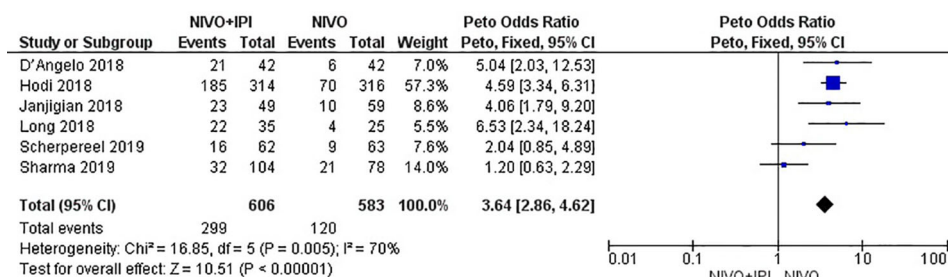 NIVO+IPI NIVO Peto Odds Ratio Peto Odds Ratio
Study or Subgroup Events Total Events Total Weight Peto, Fixed, 95% CI Peto, Fixed, 95% CI
D'Angelo 2018 21 42 6 42 7.0% 5.04 [2.03, 12.53]
Hodi 2018 185 314 70 316 57.3% 4.59 [3.34, 6.31]
Janjigian 2018 23 49 10 59 8.6% 4.06 [1.79, 9.20]
Long 2018 22 35 4 25 5.5% 6.53 [2.34, 18.24]
Scherpereel 2019 16 62 9 63 7.6% 2.04 [0.85, 4.89]
Sharma 2019 32 104 21 78 14.0% 1.20 [0.63, 2.29]
Total (95% CI) 606 583 100.0% 3.64 [2.86, 4.62]
Total events 299 120
Heterogeneity: Chi² = 16.85, df = 5 (P = 0.005); I² = 70%
Test for overall effect: Z = 10.51 (P < 0.00001)
0.01 0.1 1 10 100
NIVO+IPI NIVO